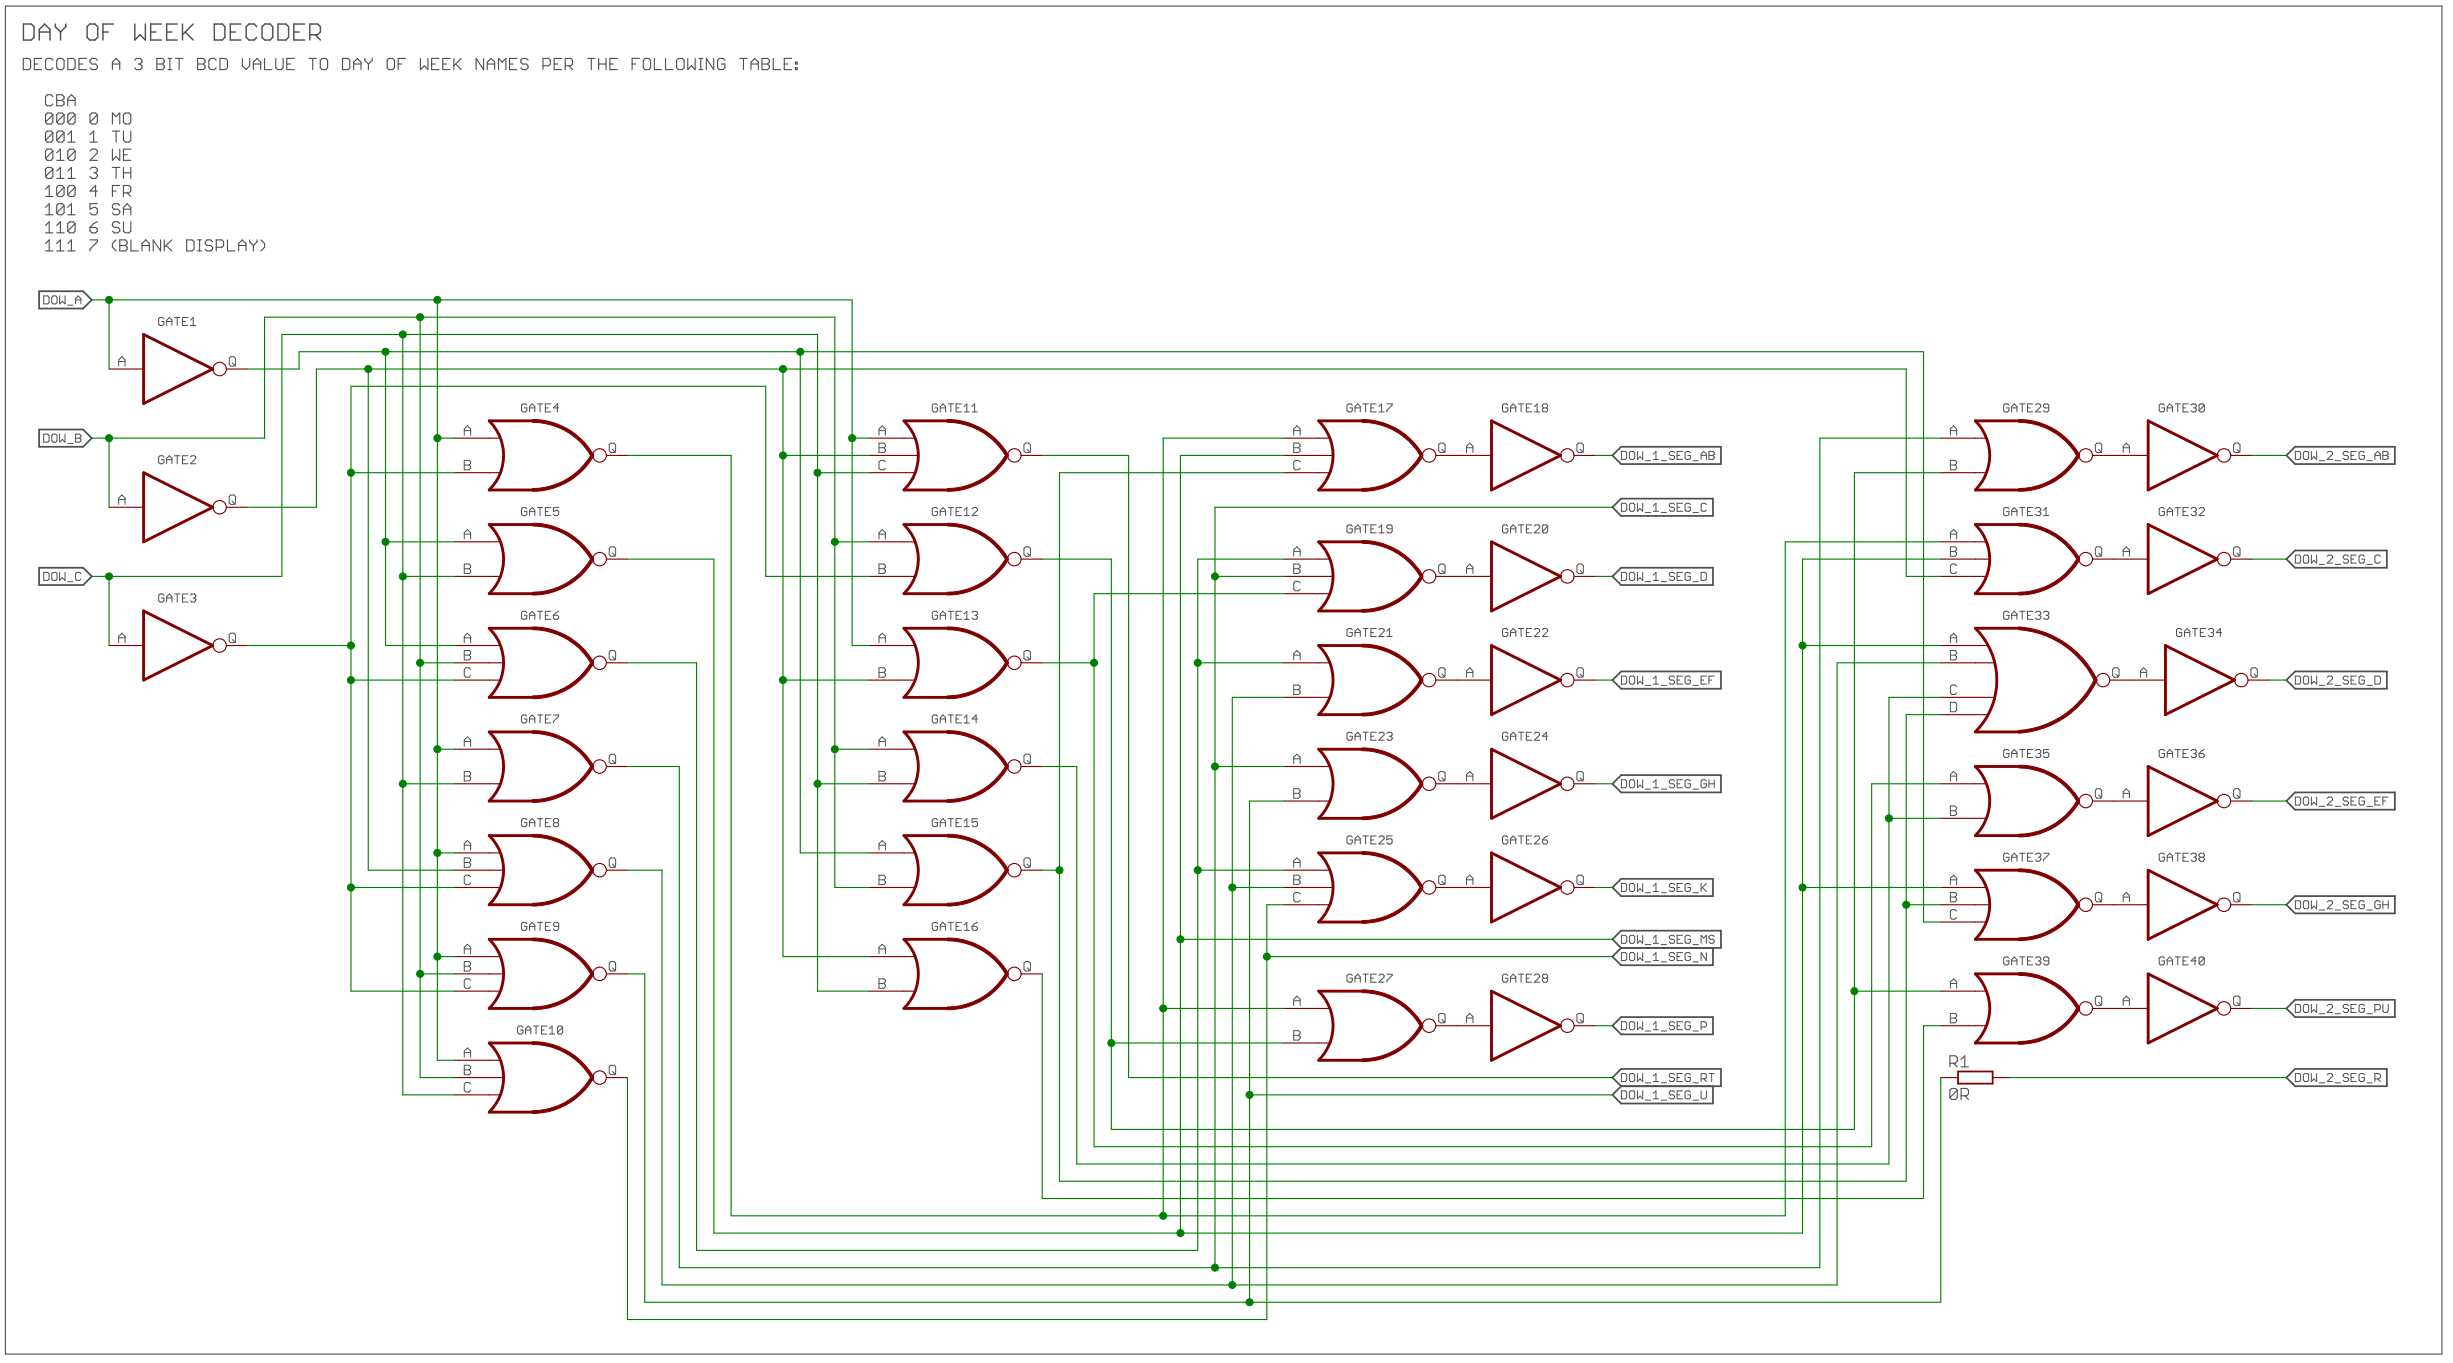 DAY OF WEEK DECODER
DECODES A 3 BIT BCD VALUE TO DAY OF WEEK NAMES PER THE FOLLOWING TABLE:
CBA
000 0 MO
001 1 TU
010 2 WE
011 3 TH
100 4 FR
101 5 SA
110 6 SU
111 7 (BLANK DISPLAY)
DOW_A
GATE1
A Q
DOW_B
GATE2
A Q
DOW_C
GATE3
A Q
GATE4
A
B
Q
GATE5
A
B
Q
GATE6
A
B
C
Q
GATE7
A
B
Q
GATE8
A
B
C
Q
GATE9
A
B
C
Q
GATE10
A
B
C
Q
GATE11
A
B
C
Q
GATE12
A
B
Q
GATE13
A
B
Q
GATE14
A
B
Q
GATE15
A
B
Q
GATE16
A
B
Q
GATE17
A
B
C
Q
GATE18
A Q
DOW_1_SEG_AB
DOW_1_SEG_C
GATE19
A
B
C
Q
GATE20
A Q
DOW_1_SEG_D
GATE21
A
B
Q
GATE22
A Q
DOW_1_SEG_EF
GATE23
A
B
Q
GATE24
A Q
DOW_1_SEG_GH
GATE25
A
B
C
Q
GATE26
A Q
DOW_1_SEG_K
DOW_1_SEG_MS
DOW_1_SEG_N
GATE27
A
B
Q
GATE28
A Q
DOW_1_SEG_P
DOW_1_SEG_RT
DOW_1_SEG_U
GATE29
A
B
Q
GATE30
A Q
DOW_2_SEG_AB
GATE31
A
B
C
Q
GATE32
A Q
DOW_2_SEG_C
GATE33
A
B
C
D
Q
GATE34
A Q
DOW_2_SEG_D
GATE35
A
B
Q
GATE36
A Q
DOW_2_SEG_EF
GATE37
A
B
C
Q
GATE38
A Q
DOW_2_SEG_GH
GATE39
A
B
Q
GATE40
A Q
DOW_2_SEG_PU
R1
0R
DOW_2_SEG_R